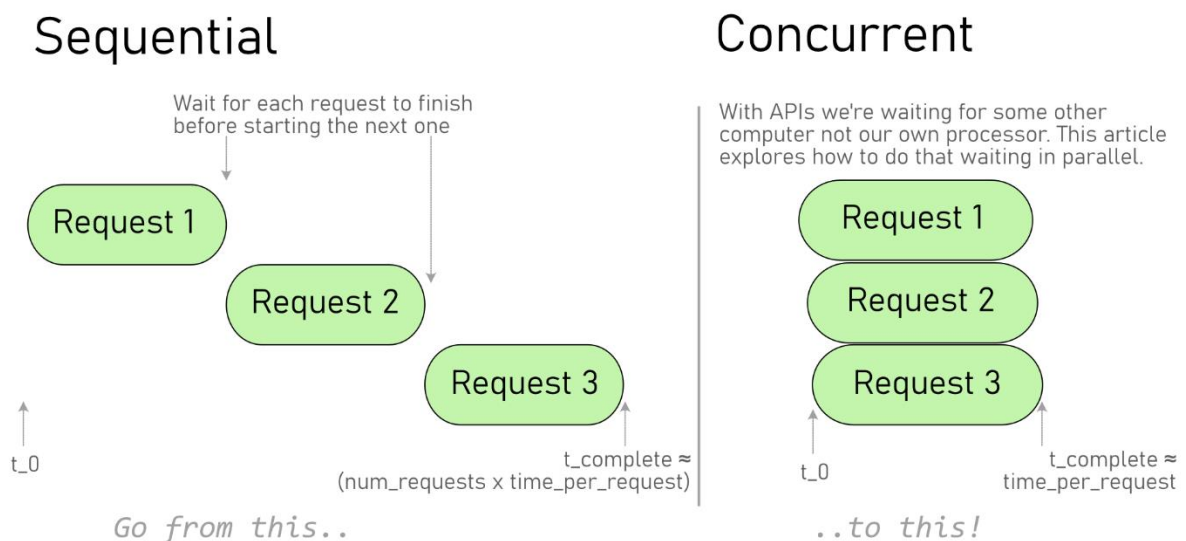 Sequential
Wait for each request to finish
before starting the next one
Request 1
Request 2
Request 3
t_0
t_complete ≈
(num_requests x time_per_request)
Go from this..
Concurrent
With APIs we're waiting for some other
computer not our own processor. This article
explores how to do that waiting in parallel.
Request 1
Request 2
Request 3
t_0
t_complete ≈
time_per_request
..to this!